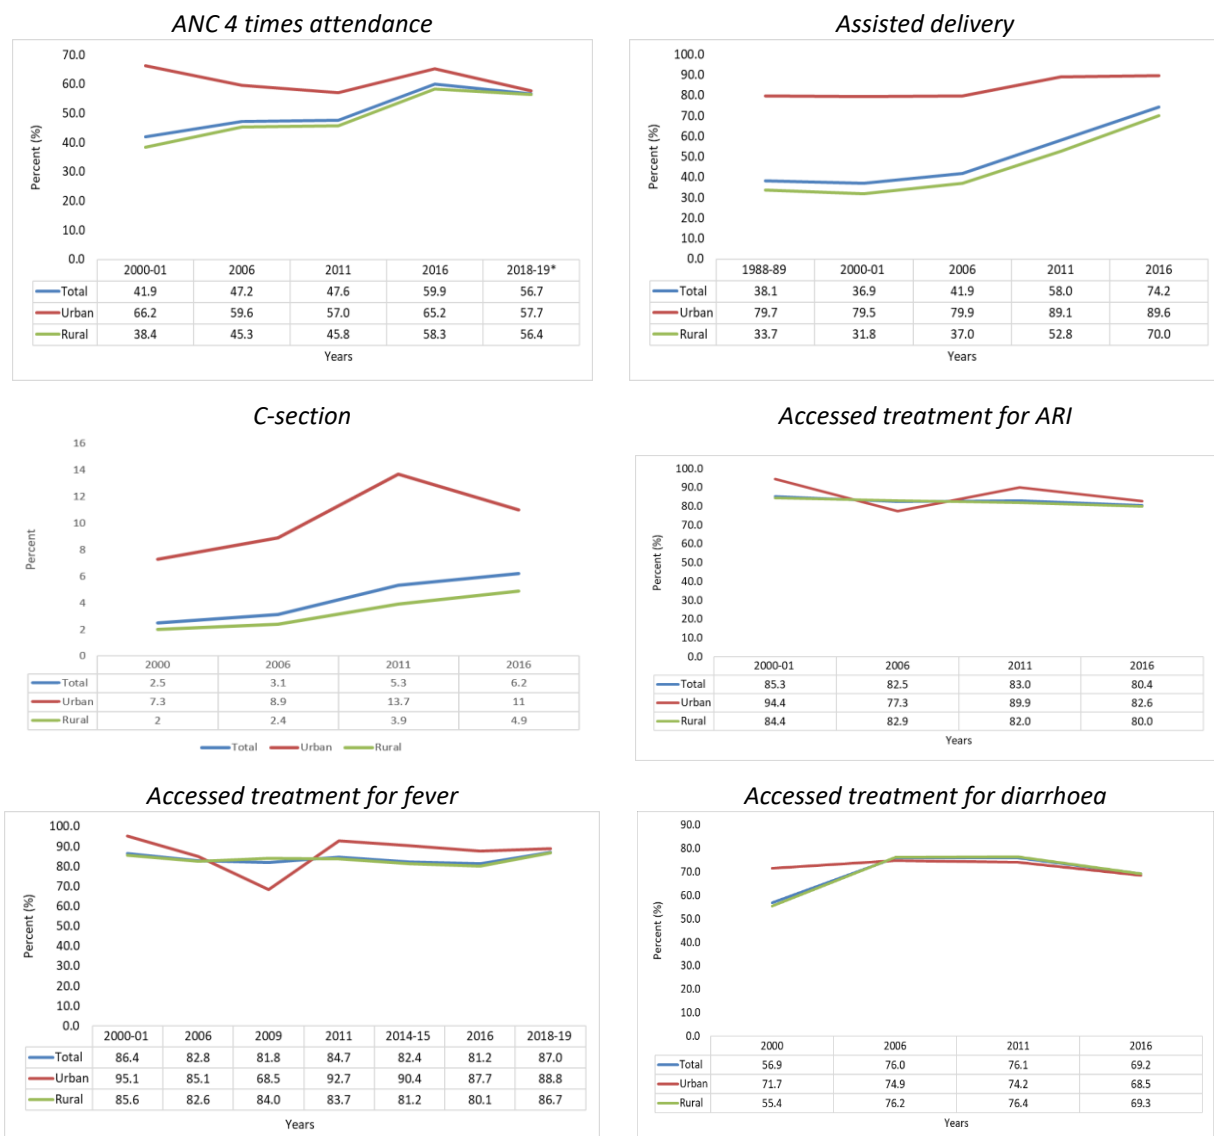 ANC 4 times attendance
70.0
60.0
50.0
40.0
30.0
20.0
10.0
0.0
Percent (%)
2000-01 2006 2011 2016 2018-19*
Total 41.9 47.2 47.6 59.9 56.7
Urban 66.2 59.6 57.0 65.2 57.7
Rural 38.4 45.3 45.8 58.3 56.4
Years
Assisted delivery
100.0
90.0
80.0
70.0
60.0
50.0
40.0
30.0
20.0
10.0
0.0
Percent (%)
1988-89 2000-01 2006 2011 2016
Total 38.1 36.9 41.9 58.0 74.2
Urban 79.7 79.5 79.9 89.1 89.6
Rural 33.7 31.8 37.0 52.8 70.0
Years
C-section
16
14
12
10
8
6
4
2
0
Percent
2000 2006 2011 2016
Total 2.5 3.1 5.3 6.2
Urban 7.3 8.9 13.7 11
Rural 2 2.4 3.9 4.9
Total Urban Rural
Accessed treatment for ARI
100.0
90.0
80.0
70.0
60.0
50.0
40.0
30.0
20.0
10.0
0.0
Percent (%)
2000-01 2006 2011 2016
Total 85.3 82.5 83.0 80.4
Urban 94.4 77.3 89.9 82.6
Rural 84.4 82.9 82.0 80.0
Years
Accessed treatment for fever
100.0
90.0
80.0
70.0
60.0
50.0
40.0
30.0
20.0
10.0
0.0
Percent (%)
2000-01 2006 2009 2011 2014-15 2016 2018-19
Total 86.4 82.8 81.8 84.7 82.4 81.2 87.0
Urban 95.1 85.1 68.5 92.7 90.4 87.7 88.8
Rural 85.6 82.6 84.0 83.7 81.2 80.1 86.7
Years
Accessed treatment for diarrhoea
90.0
80.0
70.0
60.0
50.0
40.0
30.0
20.0
10.0
0.0
Percent (%)
2000 2006 2011 2016
Total 56.9 76.0 76.1 69.2
Urban 71.7 74.9 74.2 68.5
Rural 55.4 76.2 76.4 69.3
Years